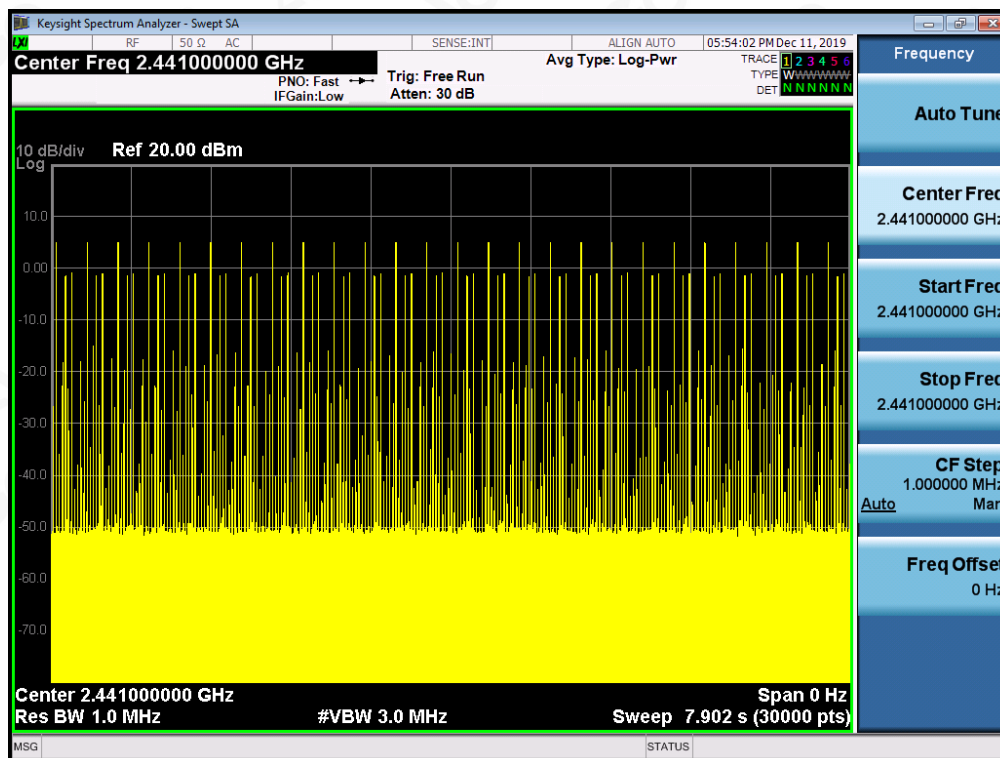 Keysight Spectrum Analyzer - Swept SA
LXI RF 50 Ω AC SENSE:INT ALIGN AUTO 05:54:02 PM Dec 11, 2019
Center Freq 2.441000000 GHz
PNO: Fast
IFGain:Low
Trig: Free Run
Atten: 30 dB
Avg Type: Log-Pwr
TRACE 1 2 3 4 5 6
TYPE W
DET N N N N N N
10 dB/div Ref 20.00 dBm
Log
10.0
0.00
-10.0
-20.0
-30.0
-40.0
-50.0
-60.0
-70.0
Center 2.441000000 GHz Span 0 Hz
Res BW 1.0 MHz #VBW 3.0 MHz Sweep 7.902 s (30000 pts)
MSG STATUS
Frequency
Auto Tune
Center Freq
2.441000000 GHz
Start Freq
2.441000000 GHz
Stop Freq
2.441000000 GHz
CF Step
1.000000 MHz
Auto Man
Freq Offset
0 Hz